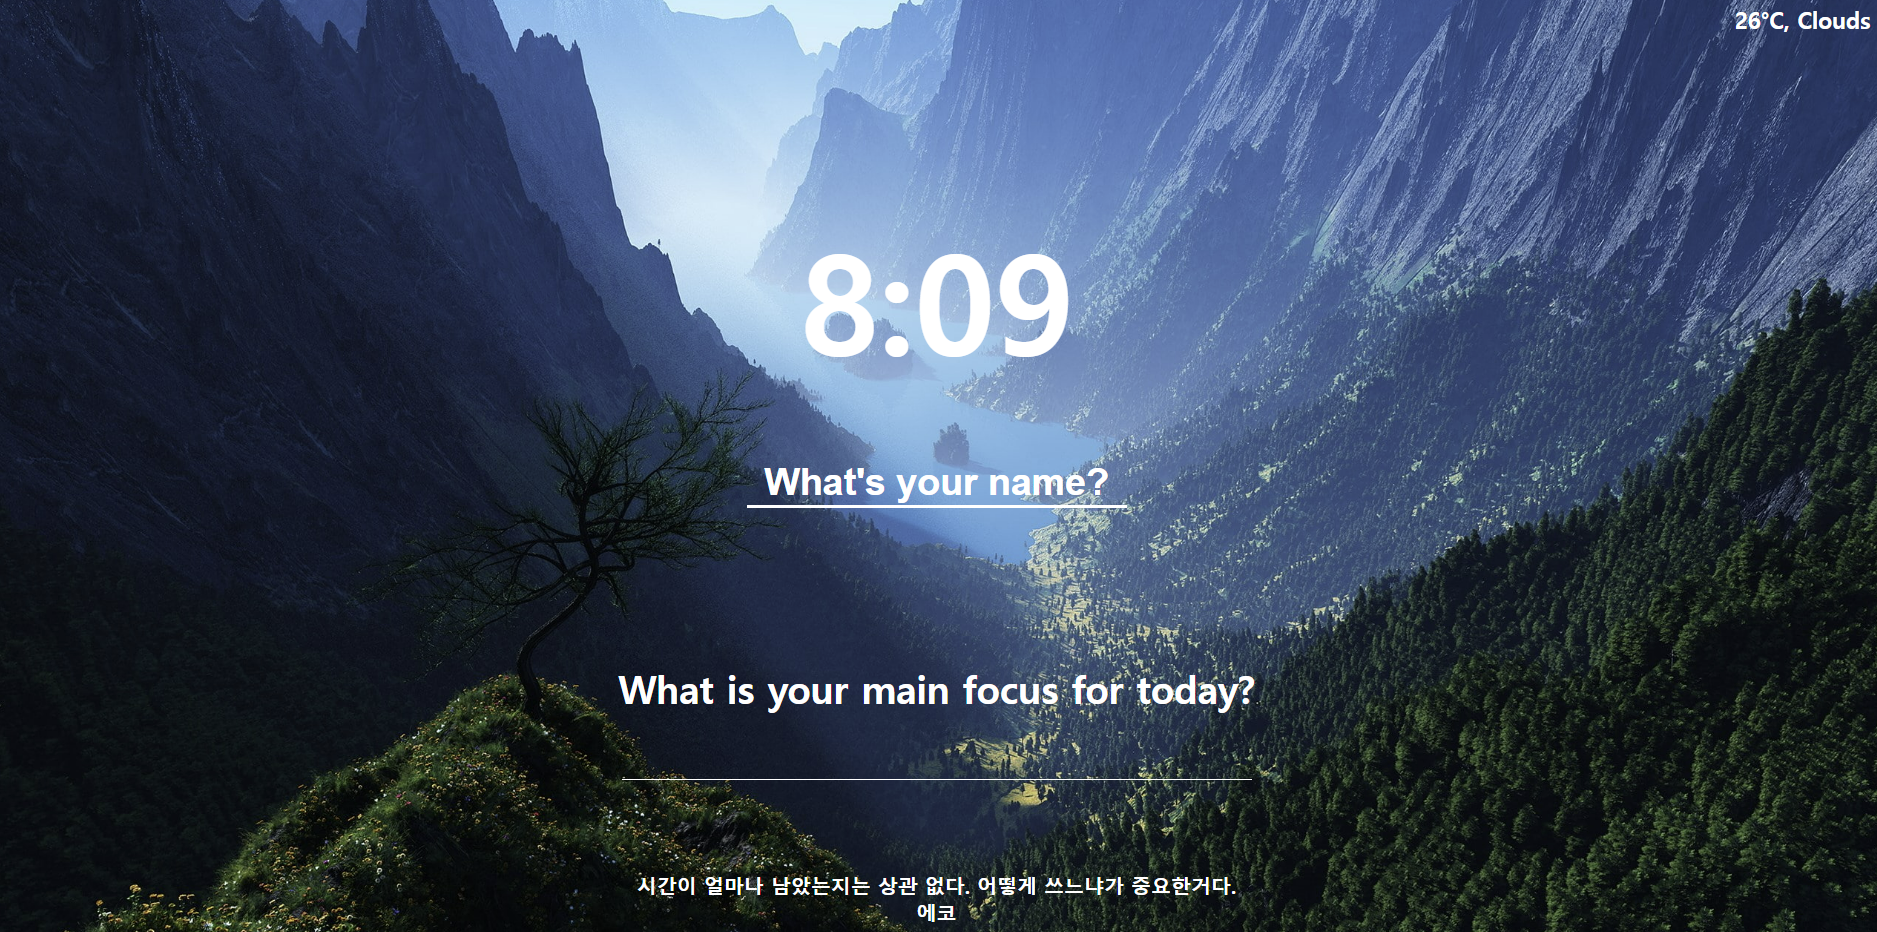 26°C, Clouds
8:09
What's your name?
What is your main focus for today?
시간이 얼마나 남았는지는 상관 없다. 어떻게 쓰느냐가 중요한거다.
에코